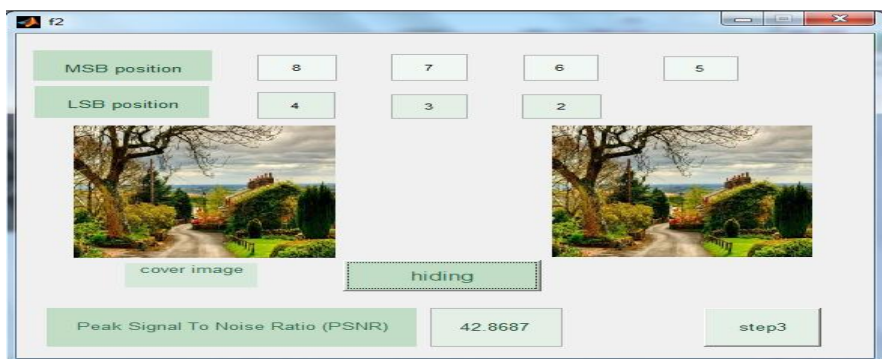 f2
MSB position 8 7 6 5
LSB position 4 3 2
cover image
hiding
Peak Signal To Noise Ratio (PSNR) 42.8687 step3